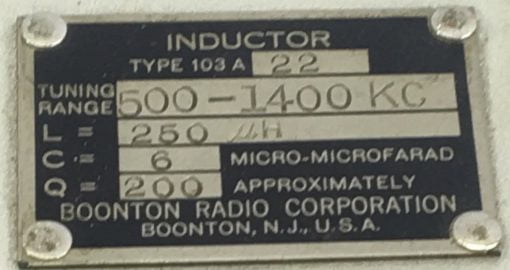 INDUCTOR
TYPE 103 A 22
TUNING RANGE 500-1400 KC
L = 250 µH
C = 6 MICRO-MICROFARAD
Q = 200 APPROXIMATELY
BOONTON RADIO CORPORATION
BOONTON, N.J., U.S.A.